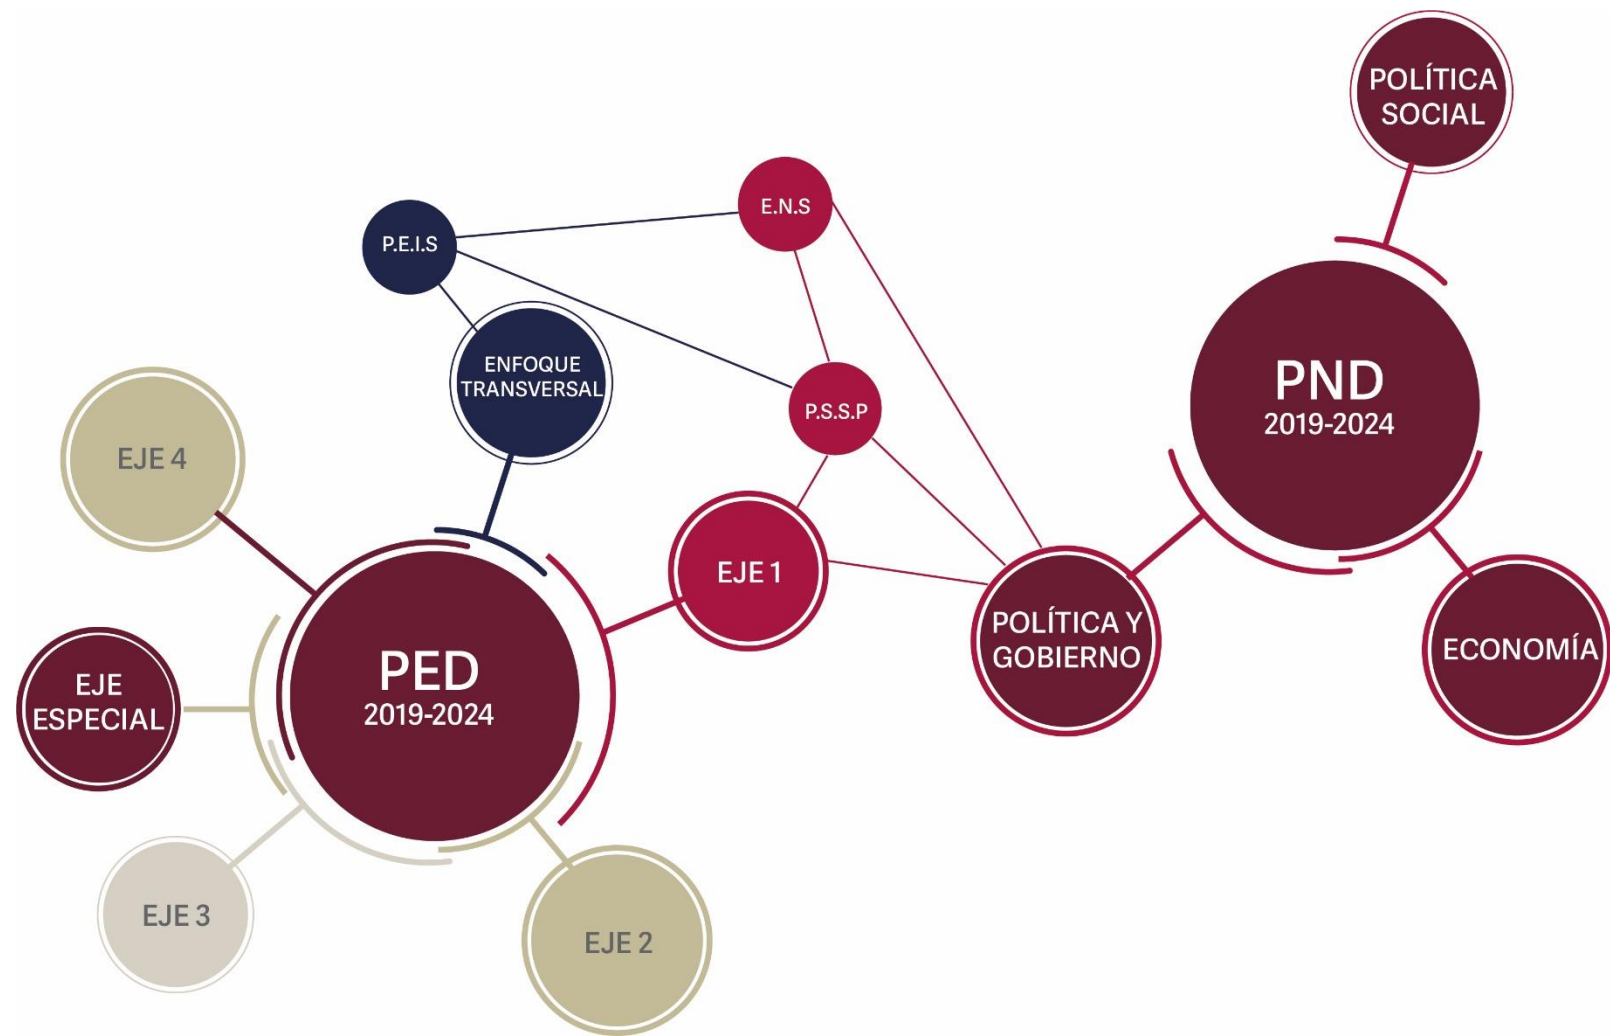 POLÍTICA
SOCIAL
E.N.S
P.E.I.S
ENFOQUE
TRANSVERSAL
PND
2019-2024
P.S.S.P
EJE 4
EJE 1
POLÍTICA Y
GOBIERNO
ECONOMÍA
PED
2019-2024
EJE
ESPECIAL
EJE 3
EJE 2